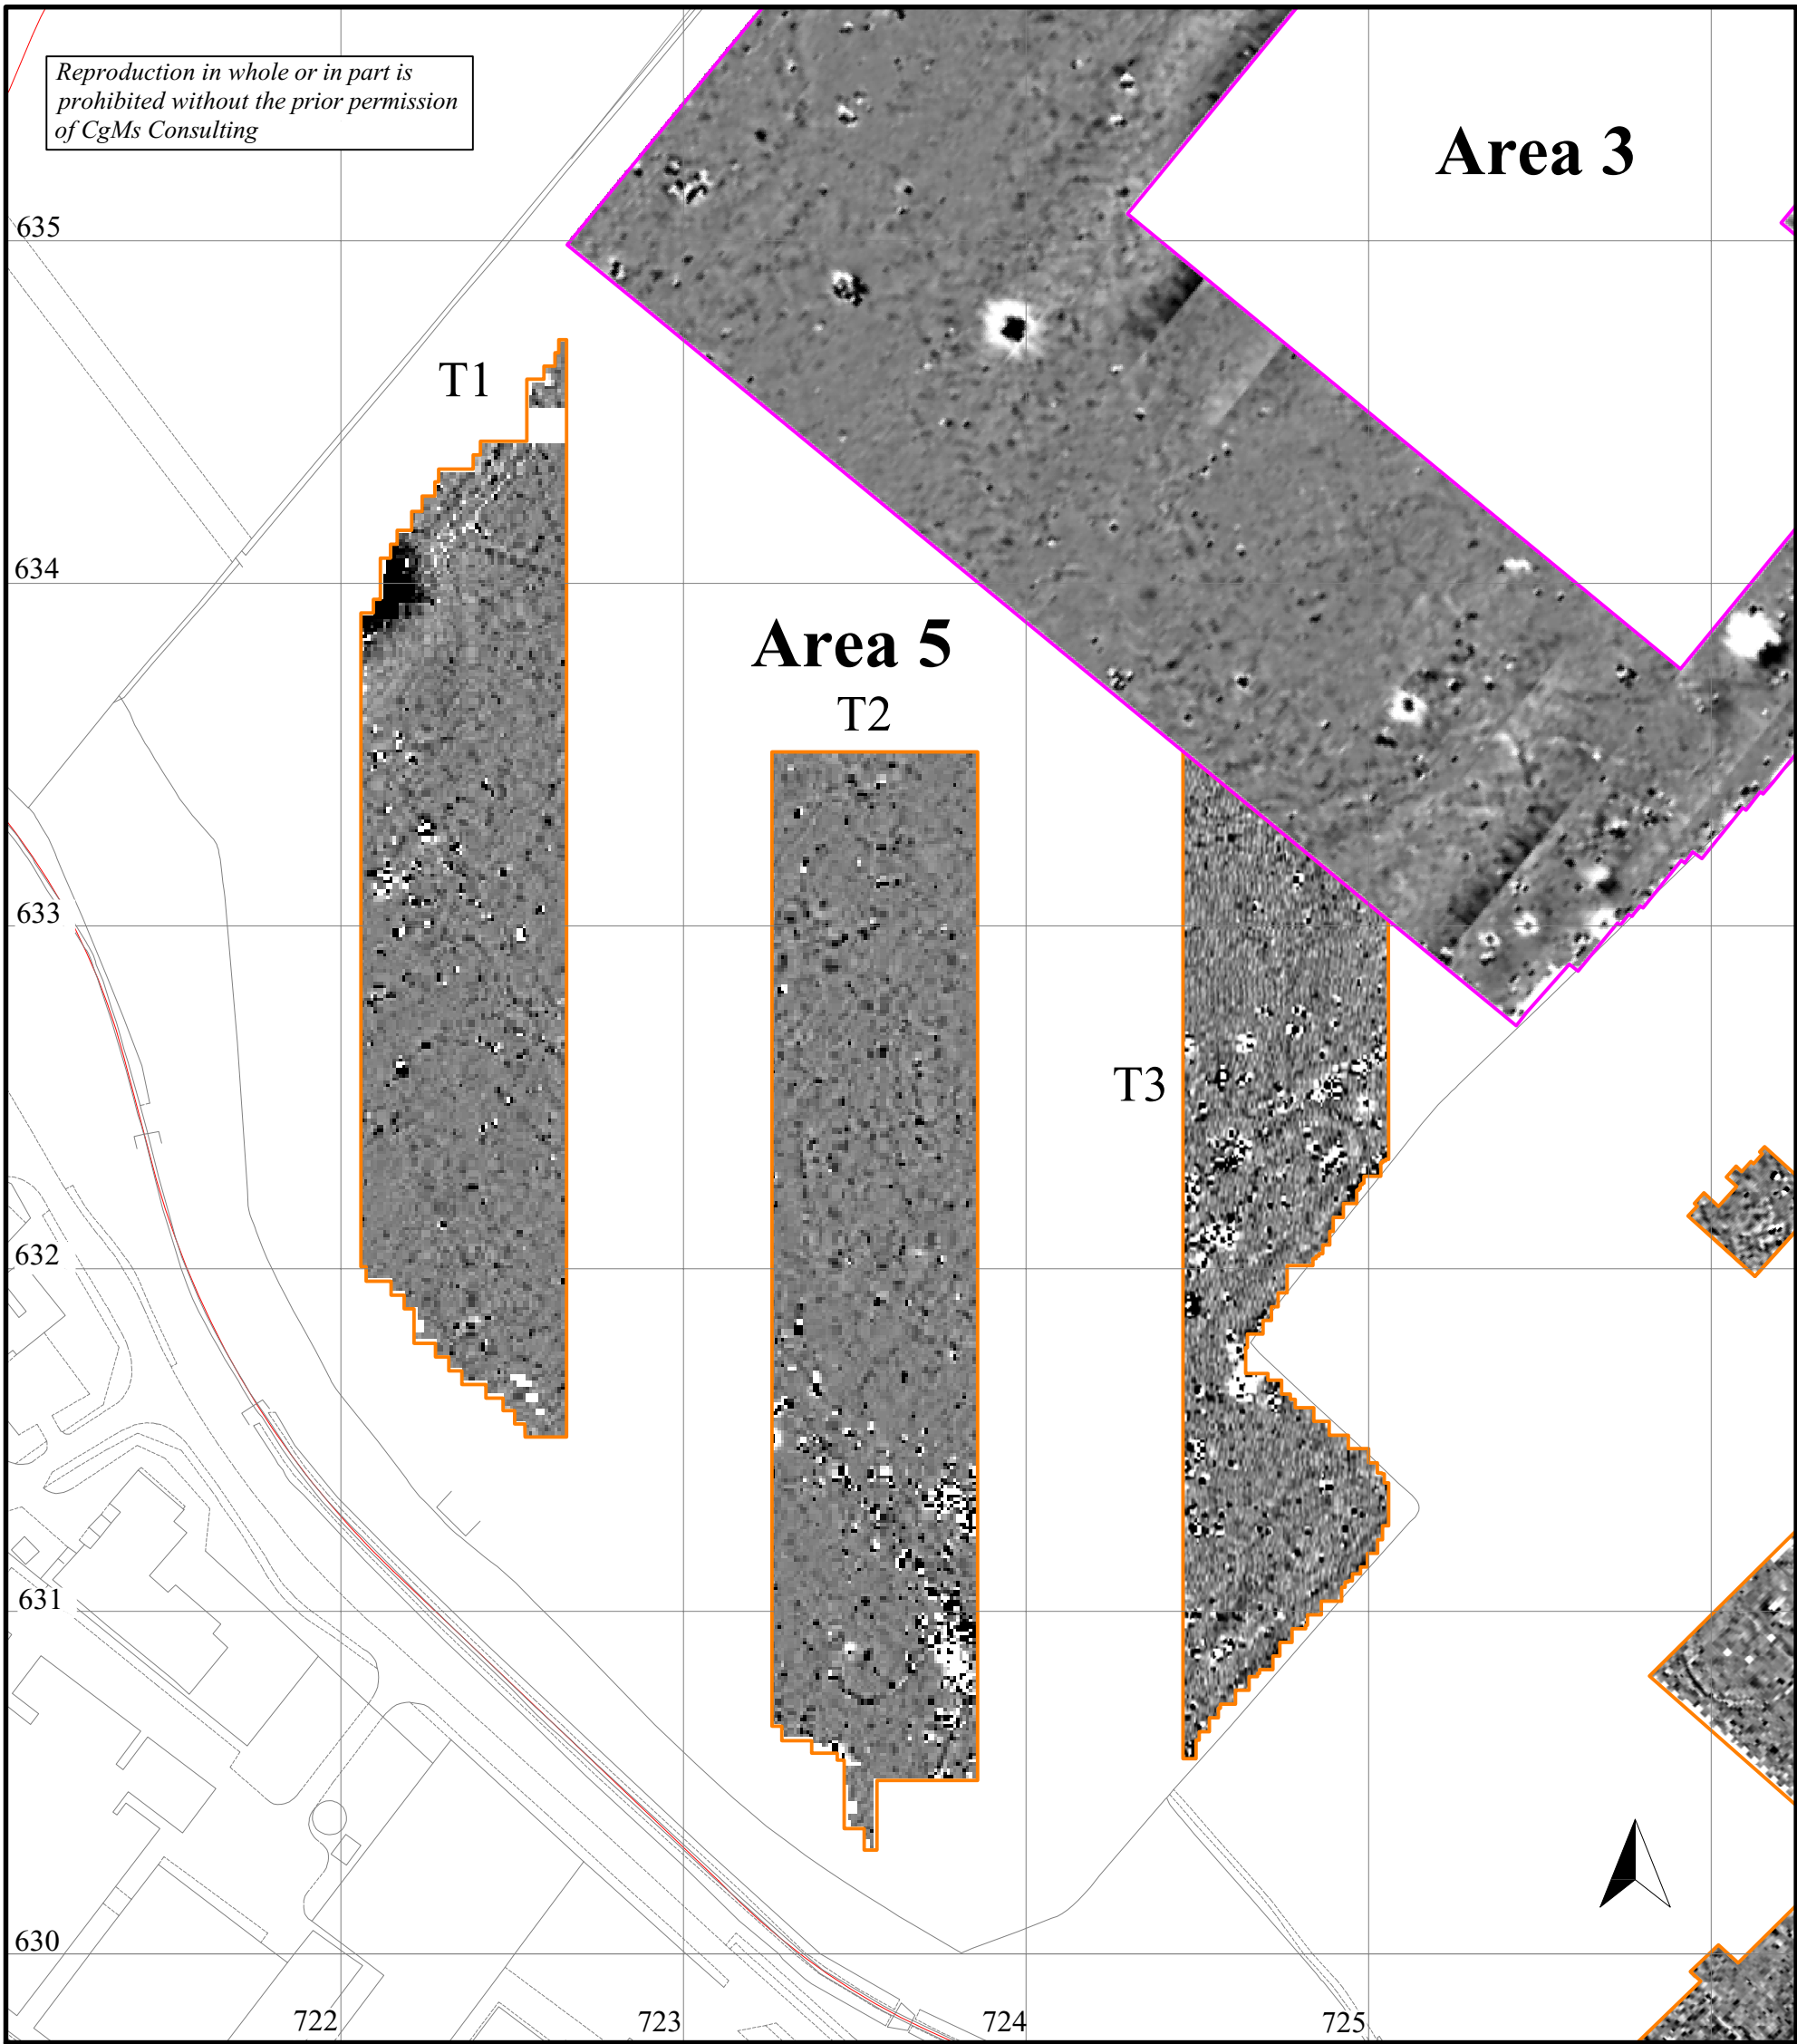 Reproduction in whole or in part is
prohibited without the prior permission
of CgMs Consulting
Area 3
635
T1
634
Area 5
T2
633
T3
632
631
630
722
723
724
725